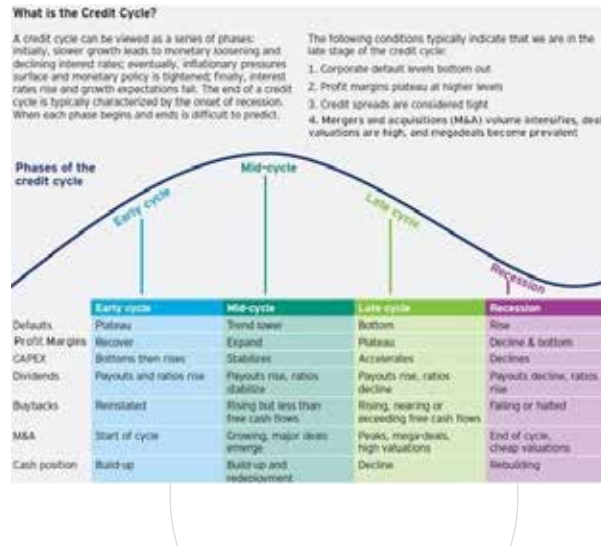 What is the Credit Cycle?
A credit cycle can be viewed as a series of phases:
initially, slower growth leads to monetary loosening and
declining interest rates; eventually, inflationary pressures
surface and monetary policy is tightened; finally, interest
rates rise and growth expectations fall. The end of a credit
cycle is typically characterized by the onset of recession.
When each phase begins and ends is difficult to predict.
The following conditions typically indicate that we are in the
late stage of the credit cycle:
1. Corporate default levels bottom out
2. Profit margins plateau at higher levels
3. Credit spreads are considered tight
4. Mergers and acquisitions (M&A) volume intensifies, deal
valuations are high, and megadeals become prevalent
Phases of the
credit cycle
Early cycle
Mid-cycle
Late cycle
Recession
Early cycle Mid-cycle Late cycle Recession
Defaults Plateau Trend lower Bottom Rise
Profit Margins Recover Expand Plateau Decline & bottom
CAPEX Bottoms then rises Stabilizes Accelerates Declines
Dividends Payouts and ratios rise Payouts rise, ratios stabilize Payouts rise, ratios decline Payouts decline, ratios rise
Buybacks Reinstated Rising but less than free cash flows Rising, nearing or exceeding free cash flows Falling or halted
M&A Start of cycle Growing, major deals emerge Peaks, mega-deals, high valuations End of cycle, cheap valuations
Cash position Build-up Build-up and redeployment Decline Rebuilding